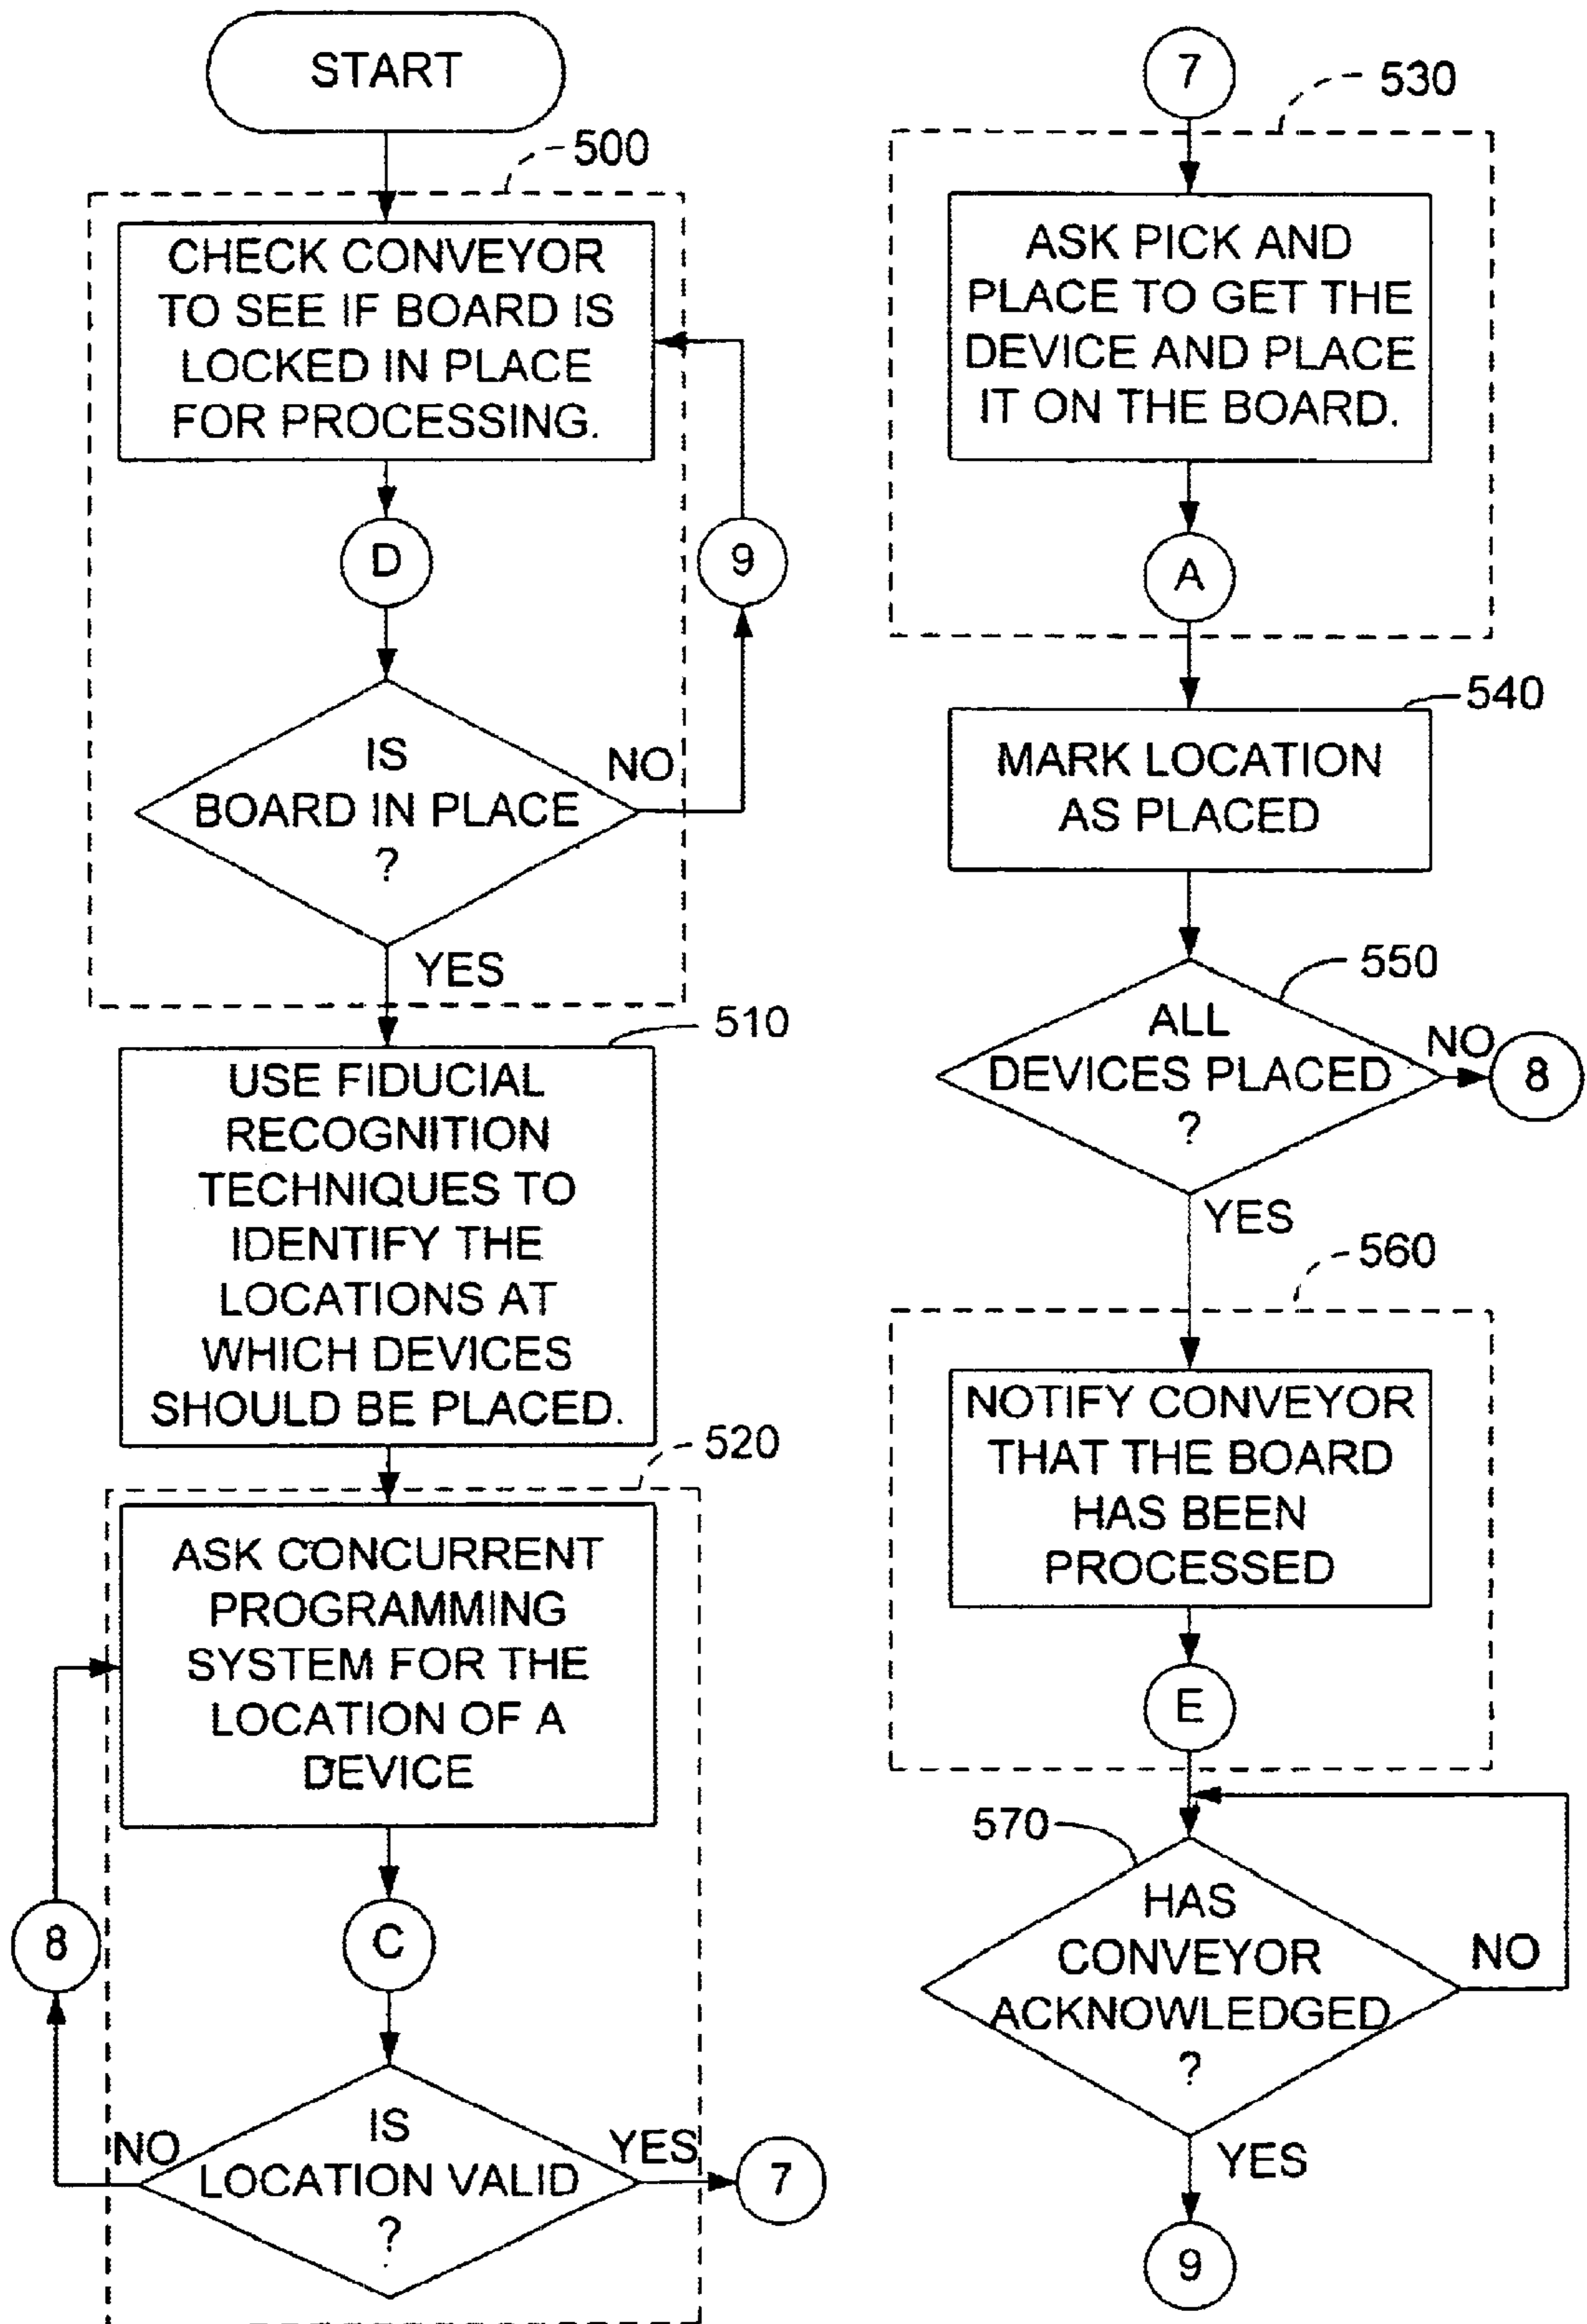 START
500
CHECK CONVEYOR
TO SEE IF BOARD IS
LOCKED IN PLACE
FOR PROCESSING.
D
9
IS
BOARD IN PLACE
?
NO
YES
510
USE FIDUCIAL
RECOGNITION
TECHNIQUES TO
IDENTIFY THE
LOCATIONS AT
WHICH DEVICES
SHOULD BE PLACED.
520
ASK CONCURRENT
PROGRAMMING
SYSTEM FOR THE
LOCATION OF A
DEVICE
8
C
IS
LOCATION VALID
?
NO
YES
7
7
530
ASK PICK AND
PLACE TO GET THE
DEVICE AND PLACE
IT ON THE BOARD.
A
540
MARK LOCATION
AS PLACED
550
ALL
DEVICES PLACED
?
NO
8
YES
560
NOTIFY CONVEYOR
THAT THE BOARD
HAS BEEN
PROCESSED
E
570
HAS
CONVEYOR
ACKNOWLEDGED
?
NO
YES
9